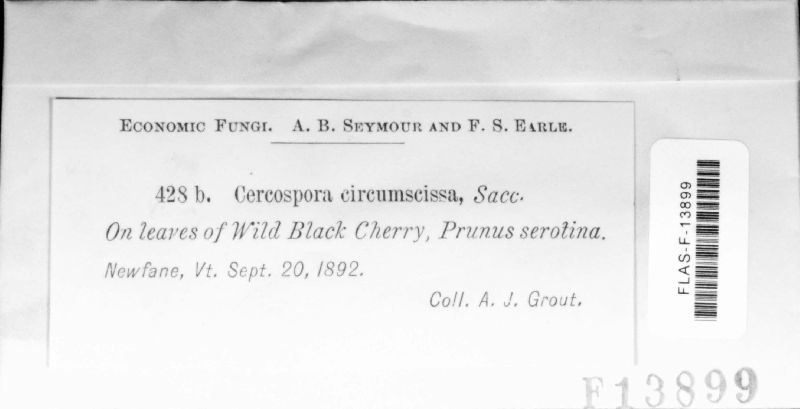 ECONOMIC FUNGI. A. B. SEYMOUR AND F. S. EARLE.
428 b. Cercospora circumscissa, Sacc.
On leaves of Wild Black Cherry, Prunus serotina.
Newfane, Vt. Sept. 20, 1892.
Coll. A. J. Grout.
FLAS-F-13899
F13899